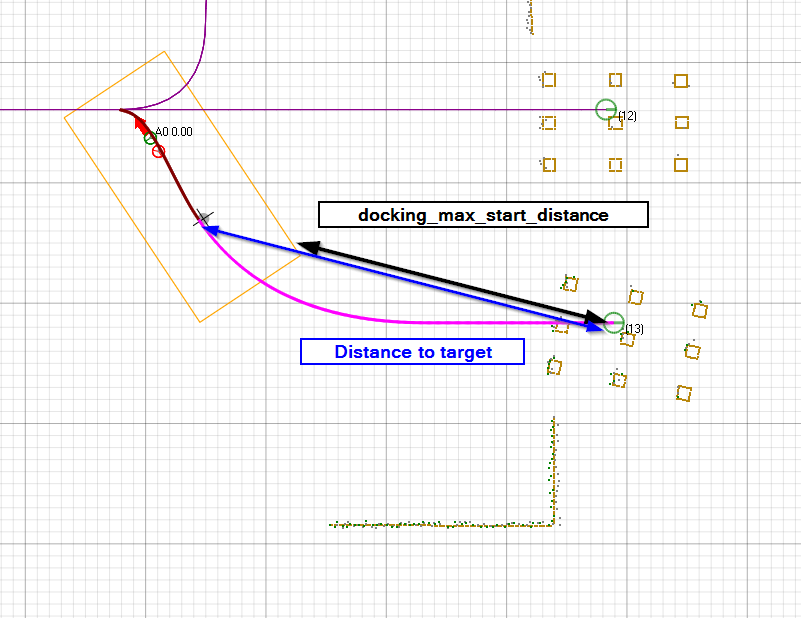 (12)
A0 0.00
docking_max_start_distance
(13)
Distance to target